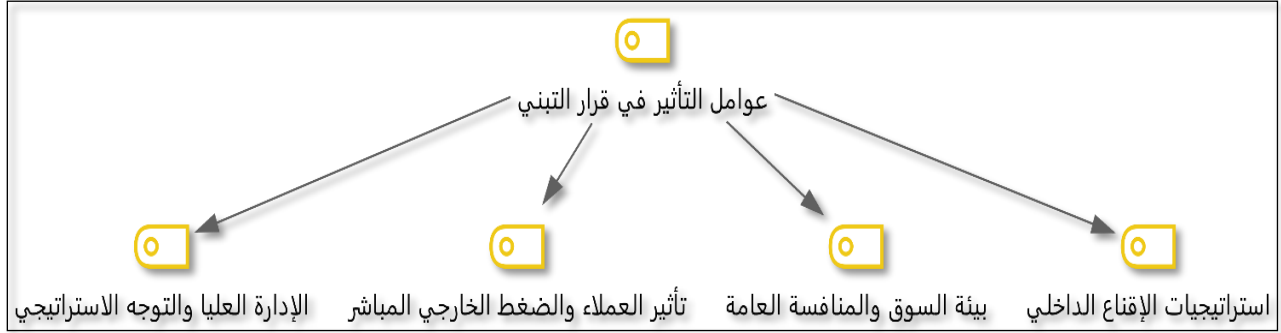 عوامل التأثير في قرار التبني
استراتيجيات الإقناع الداخلي
بيئة السوق والمنافسة العامة
تأثير العملاء والضغط الخارجي المباشر
الإدارة العليا والتوجه الاستراتيجي